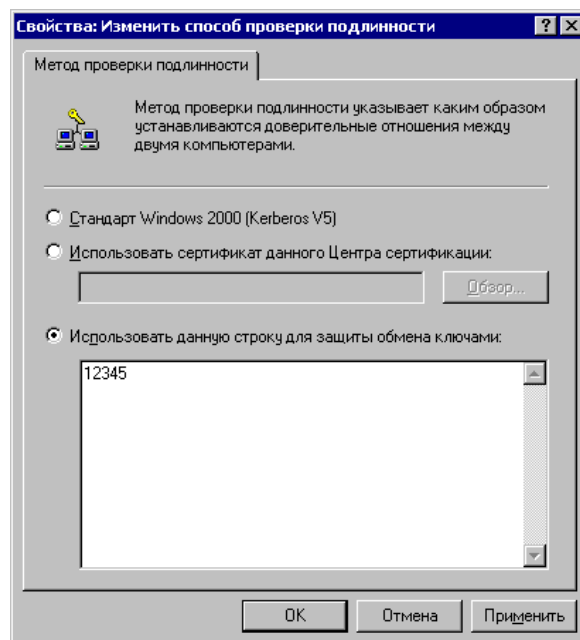 Свойства: Изменить способ проверки подлинности
Метод проверки подлинности
Метод проверки подлинности указывает каким образом
устанавливаются доверительные отношения между
двумя компьютерами.
Стандарт Windows 2000 (Kerberos V5)
Использовать сертификат данного Центра сертификации:
Обзор...
Использовать данную строку для защиты обмена ключами:
12345
OK Отмена Применить